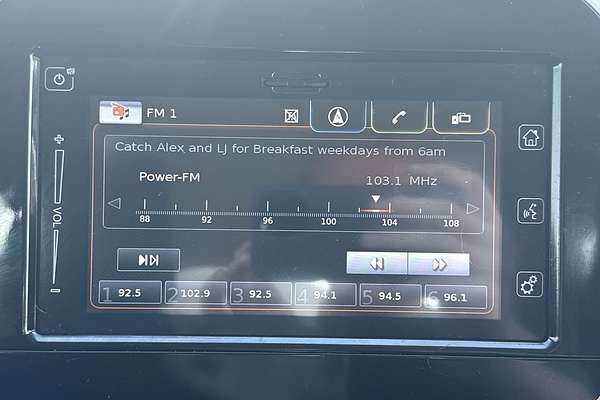 FM 1
Catch Alex and LJ for Breakfast weekdays from 6am
Power-FM
103.1 MHz
88 92 96 100 104 108
VOL
1 92.5 2 102.9 3 92.5 4 94.1 5 94.5 6 96.1